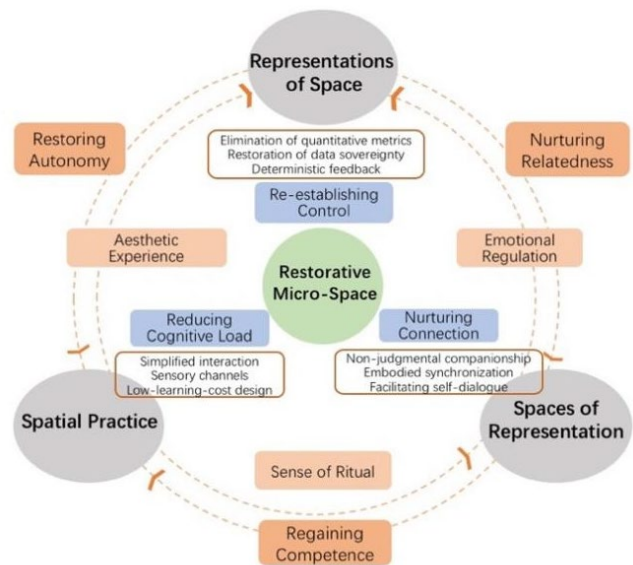 Representations
of Space
Restoring
Autonomy
Nurturing
Relatedness
Elimination of quantitative metrics
Restoration of data sovereignty
Deterministic feedback
Re-establishing
Control
Aesthetic
Experience
Emotional
Regulation
Restorative
Micro-Space
Reducing
Cognitive Load
Nurturing
Connection
Simplified interaction
Sensory channels
Low-learning-cost design
Non-judgmental companionship
Embodied synchronization
Facilitating self-dialogue
Spatial Practice
Spaces of
Representation
Sense of Ritual
Regaining
Competence